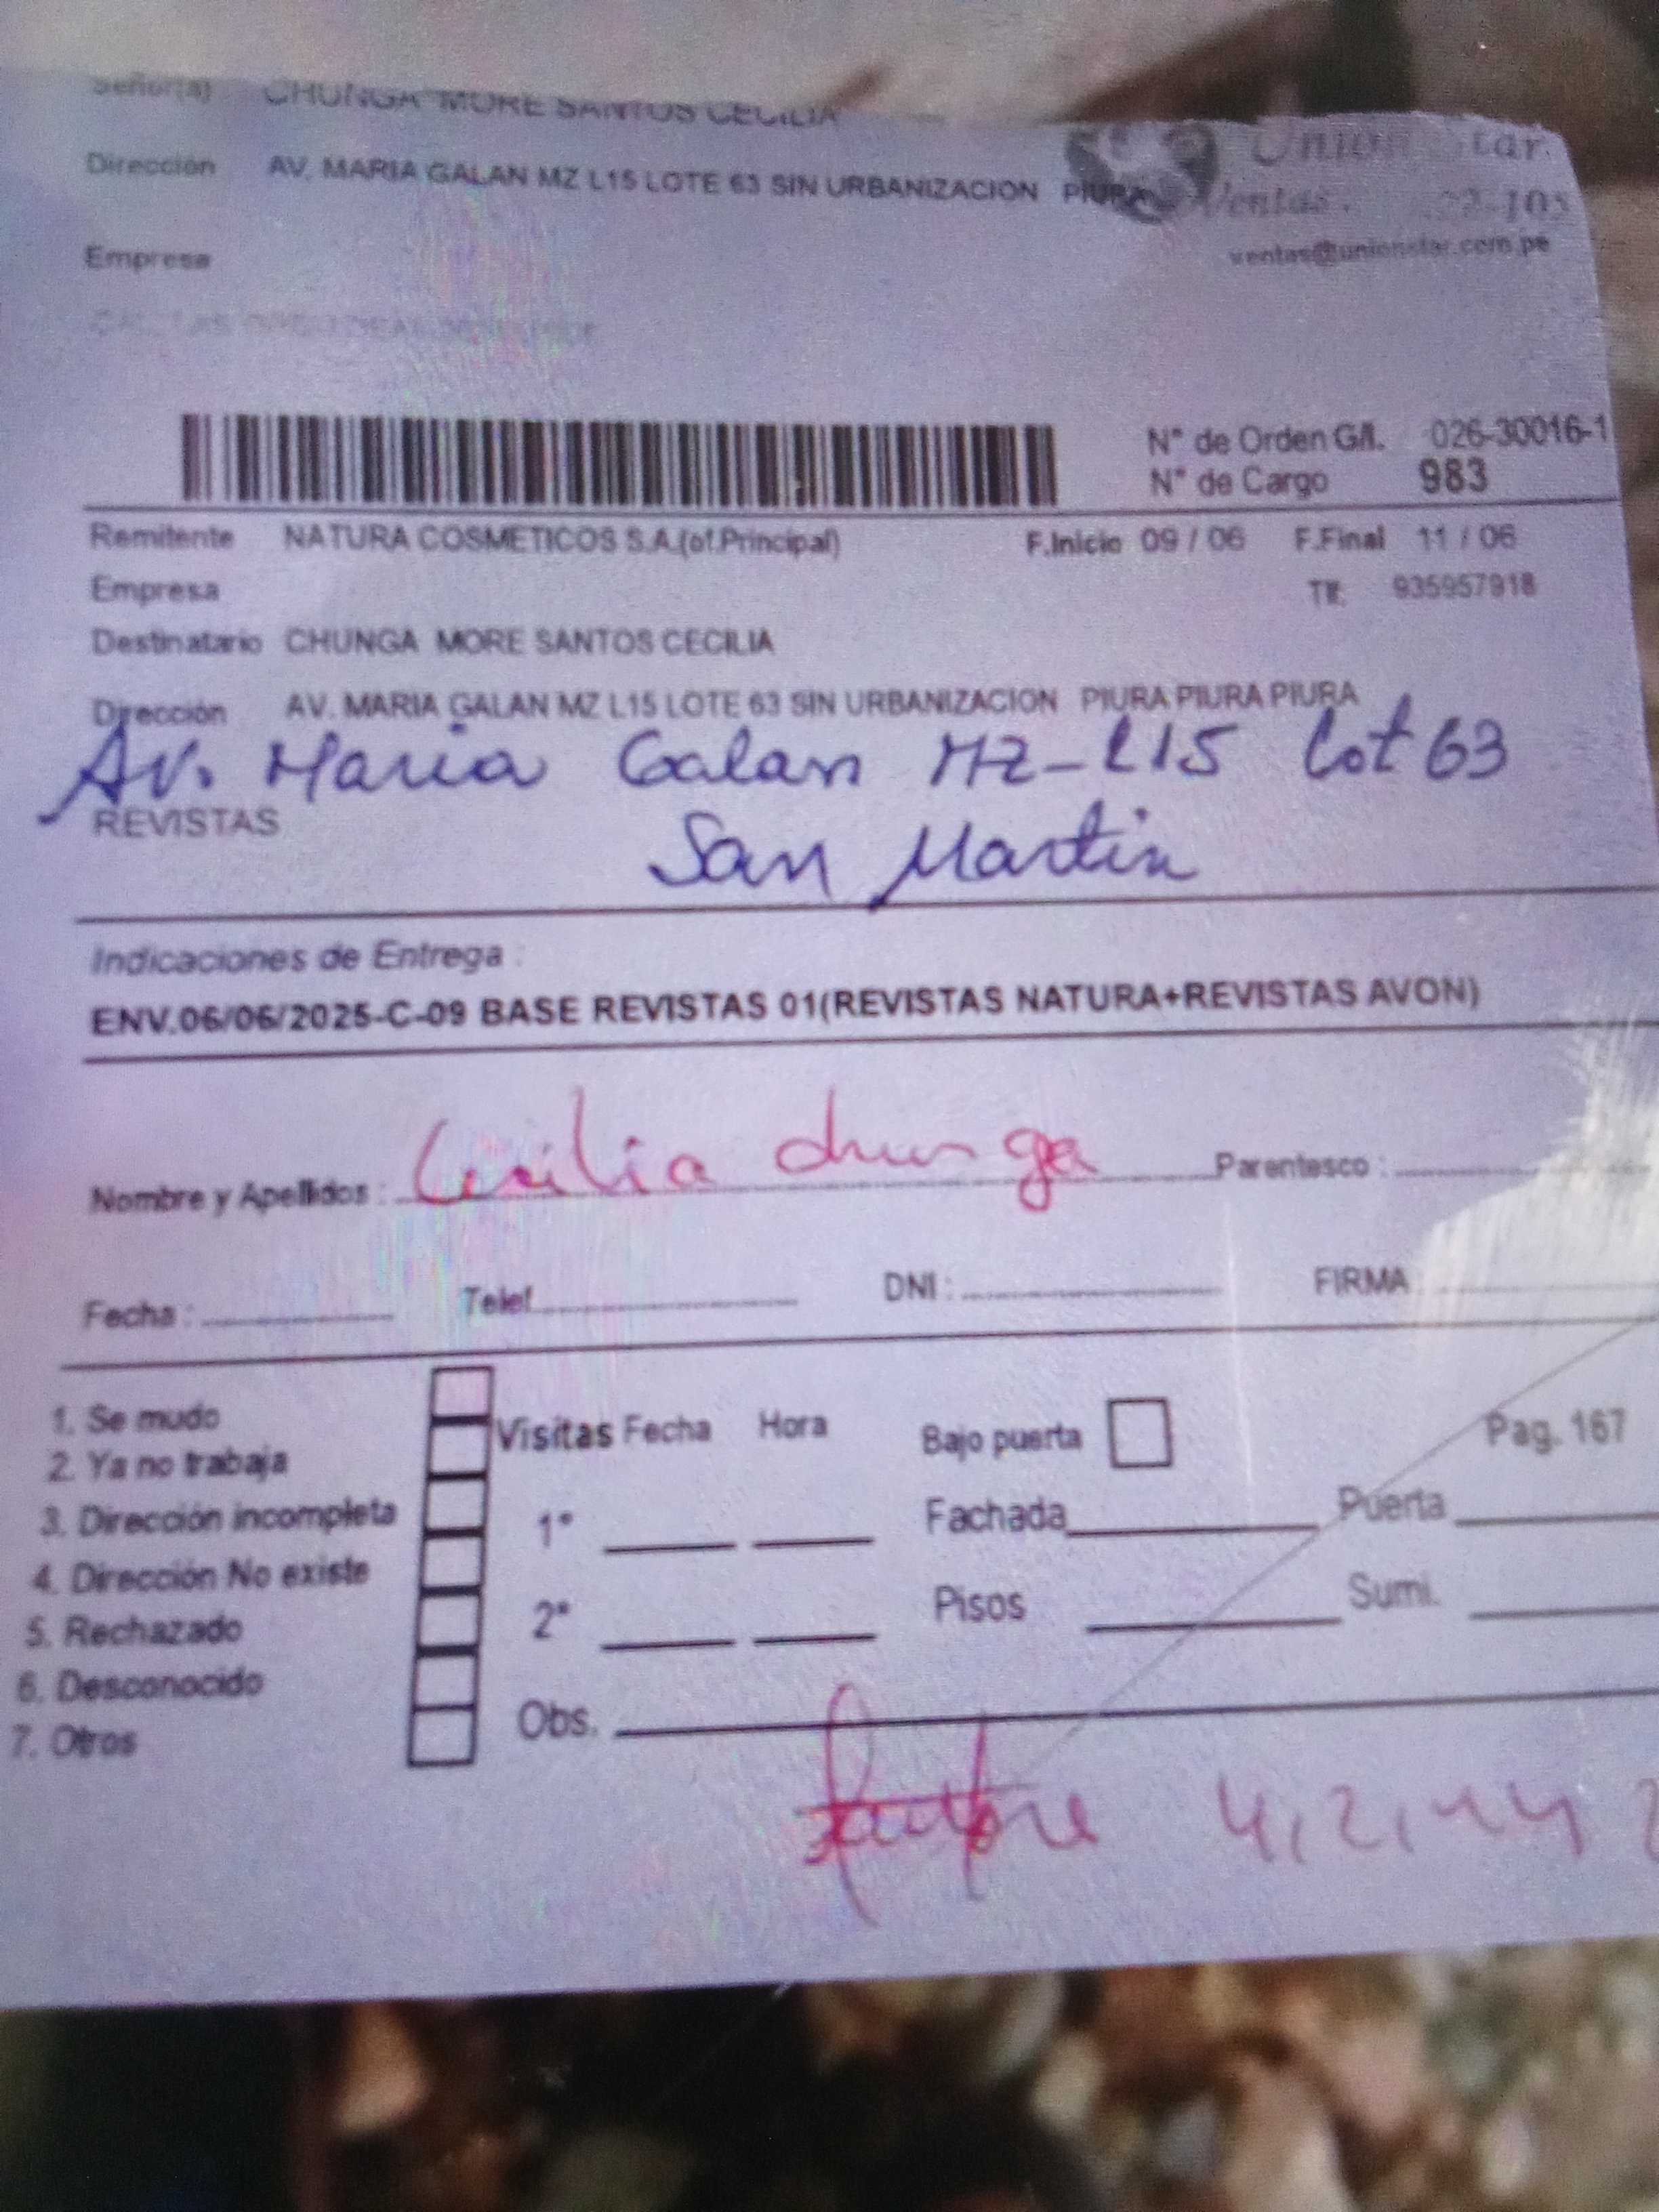 Señor(a) CHUNGA MORE SANTOS CECILIA
Union Star.
Dirección AV. MARIA GALAN MZ L15 LOTE 63 SIN URBANIZACION PIURA
Ventas.
ventas@unionstar.com.pe
Empresa
N° de Orden G/I. 026-30016-1
N° de Cargo 983
Remitente NATURA COSMETICOS S.A.(of.Principal) F.Inicio 09 / 06 F.Final 11 / 06
Empresa Tlf: 935957918
Destinatario CHUNGA MORE SANTOS CECILIA
Dirección AV. MARIA GALAN MZ L15 LOTE 63 SIN URBANIZACION PIURA PIURA PIURA
Av. Maria Galan Mz-L15 Lot 63
REVISTAS
San Martin
Indicaciones de Entrega :
ENV.06/06/2025-C-09 BASE REVISTAS 01(REVISTAS NATURA+REVISTAS AVON)
Nombre y Apellidos : Cecilia chunga Parentesco :
Fecha : Telef. DNI : FIRMA
1. Se mudo
2. Ya no trabaja
3. Dirección incompleta
4. Dirección No existe
5. Rechazado
6. Desconocido
7. Otros
Visitas Fecha Hora
1°
2°
Obs.
Bajo puerta Pag. 167
Fachada Puerta
Pisos Sumi.